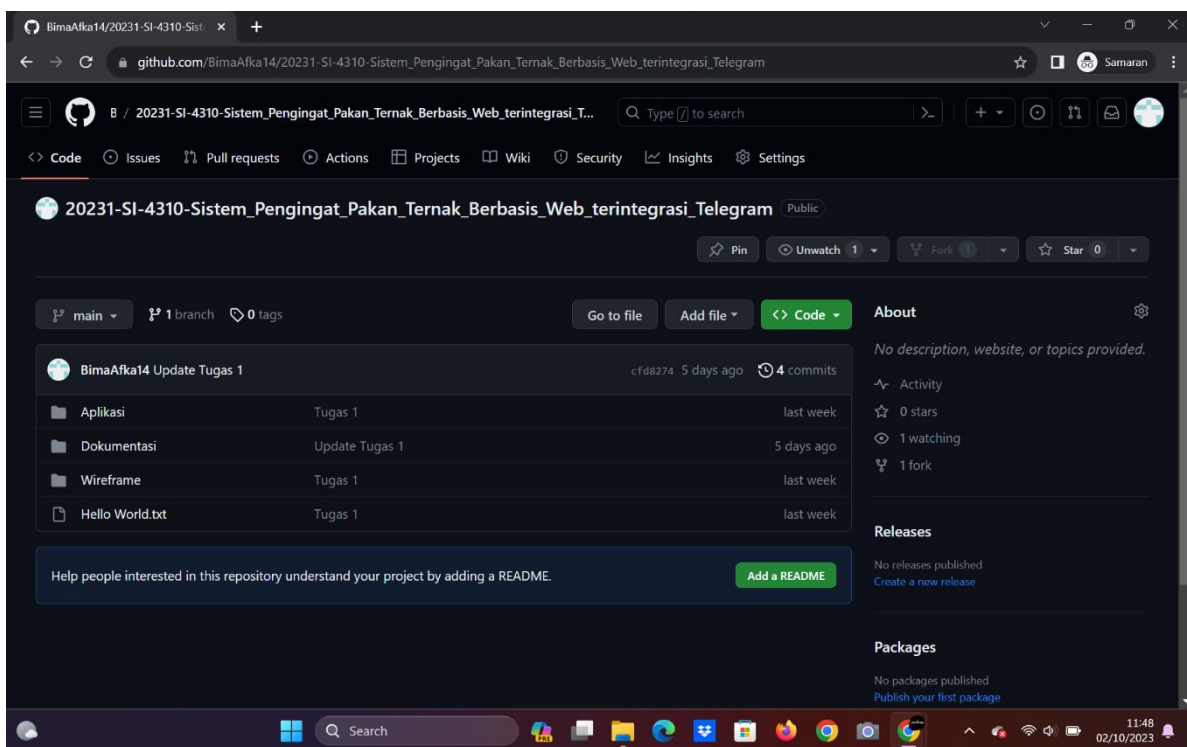 BimaAfka14/20231-SI-4310-Sist
github.com/BimaAfka14/20231-SI-4310-Sistem_Pengingat_Pakan_Ternak_Berbasis_Web_terintegrasi_Telegram
Samaran
B / 20231-SI-4310-Sistem_Pengingat_Pakan_Ternak_Berbasis_Web_terintegrasi_T...
Type / to search
Code Issues Pull requests Actions Projects Wiki Security Insights Settings
20231-SI-4310-Sistem_Pengingat_Pakan_Ternak_Berbasis_Web_terintegrasi_Telegram Public
Pin Unwatch 1 Fork 1 Star 0
main 1 branch 0 tags Go to file Add file <> Code
BimaAfka14 Update Tugas 1 cfd8274 5 days ago 4 commits
Aplikasi Tugas 1 last week
Dokumentasi Update Tugas 1 5 days ago
Wireframe Tugas 1 last week
Hello World.txt Tugas 1 last week
Help people interested in this repository understand your project by adding a README. Add a README
About
No description, website, or topics provided.
Activity
0 stars
1 watching
1 fork
Releases
No releases published
Create a new release
Packages
No packages published
Publish your first package
Search PRE 11:48
02/10/2023